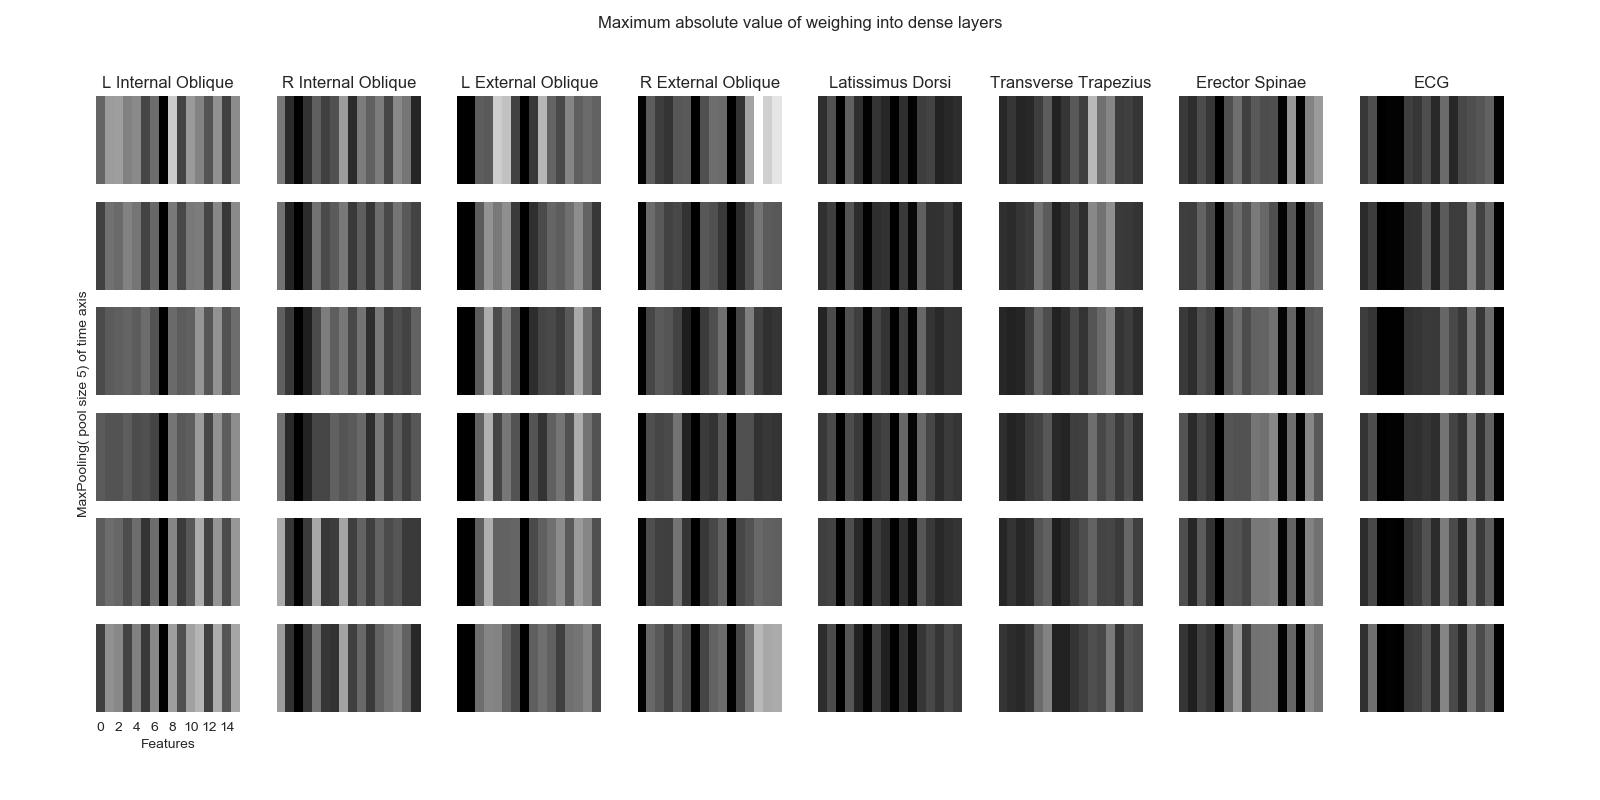 Maximum absolute value of weighing into dense layers
L Internal Oblique
R Internal Oblique
L External Oblique
R External Oblique
Latissimus Dorsi
Transverse Trapezius
Erector Spinae
ECG
MaxPooling( pool size 5) of time axis
0 2 4 6 8 10 12 14
Features